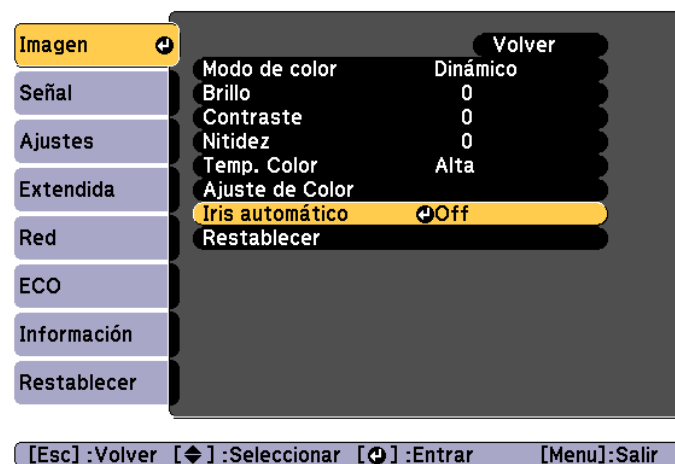 Imagen
Señal
Ajustes
Extendida
Red
ECO
Información
Restablecer
Volver
Modo de color Dinámico
Brillo 0
Contraste 0
Nitidez 0
Temp. Color Alta
Ajuste de Color
Iris automático Off
Restablecer
[Esc] :Volver [ ] :Seleccionar [ ] :Entrar [Menu]:Salir